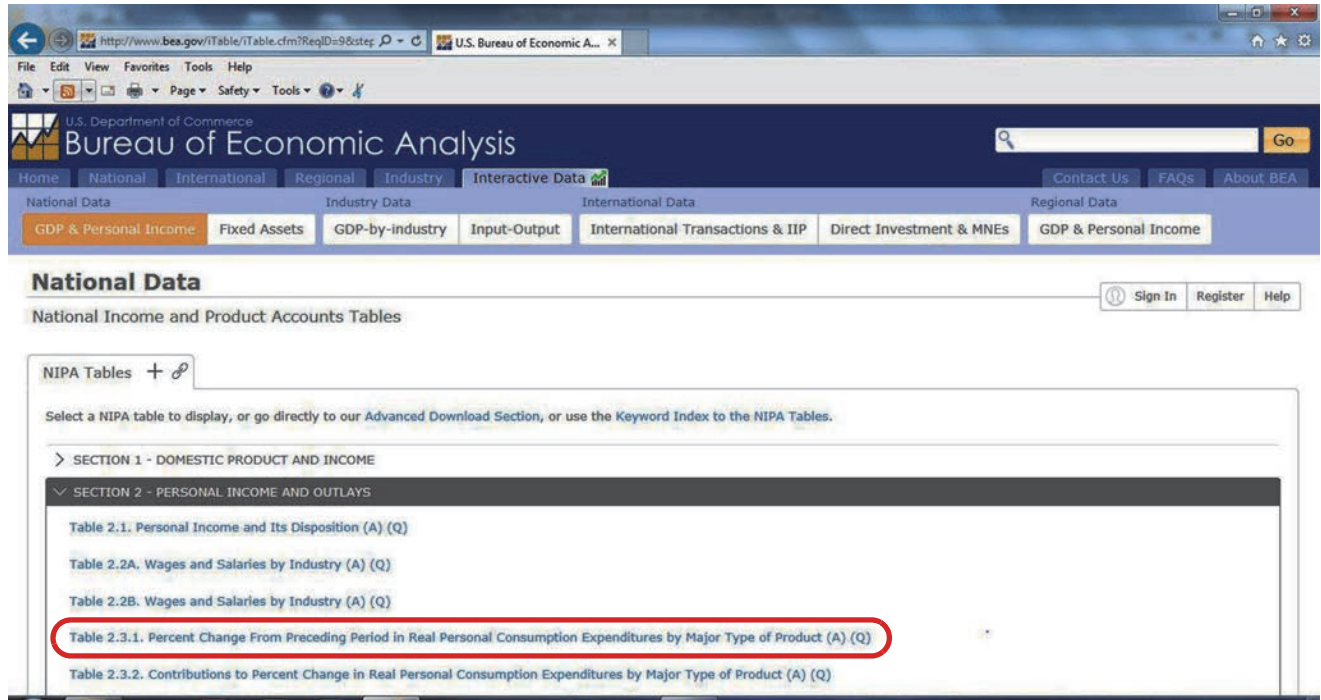 http://www.bea.gov/iTable/iTable.cfm?ReqID=9&step
U.S. Bureau of Economic A...
File Edit View Favorites Tools Help
Page Safety Tools
U.S. Department of Commerce
Bureau of Economic Analysis
Go
Home National International Regional Industry Interactive Data Contact Us FAQs About BEA
National Data Industry Data International Data Regional Data
GDP & Personal Income Fixed Assets GDP-by-industry Input-Output International Transactions & IIP Direct Investment & MNEs GDP & Personal Income
National Data
Sign In Register Help
National Income and Product Accounts Tables
NIPA Tables
Select a NIPA table to display, or go directly to our Advanced Download Section, or use the Keyword Index to the NIPA Tables.
SECTION 1 - DOMESTIC PRODUCT AND INCOME
SECTION 2 - PERSONAL INCOME AND OUTLAYS
Table 2.1. Personal Income and Its Disposition (A) (Q)
Table 2.2A. Wages and Salaries by Industry (A) (Q)
Table 2.2B. Wages and Salaries by Industry (A) (Q)
Table 2.3.1. Percent Change From Preceding Period in Real Personal Consumption Expenditures by Major Type of Product (A) (Q)
Table 2.3.2. Contributions to Percent Change in Real Personal Consumption Expenditures by Major Type of Product (A) (Q)